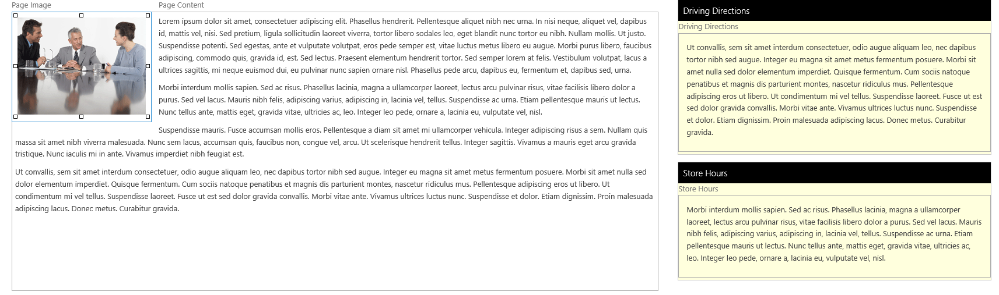 Page Image
Page Content
Lorem ipsum dolor sit amet, consectetuer adipiscing elit. Phasellus hendrerit. Pellentesque aliquet nibh nec urna. In nisi neque, aliquet vel, dapibus
id, mattis vel, nisi. Sed pretium, ligula sollicitudin laoreet viverra, tortor libero sodales leo, eget blandit nunc tortor eu nibh. Nullam mollis. Ut justo.
Suspendisse potenti. Sed egestas, ante et vulputate volutpat, eros pede semper est, vitae luctus metus libero eu augue. Morbi purus libero, faucibus
adipiscing, commodo quis, gravida id, est. Sed lectus. Praesent elementum hendrerit tortor. Sed semper lorem at felis. Vestibulum volutpat, lacus a
ultrices sagittis, mi neque euismod dui, eu pulvinar nunc sapien ornare nisl. Phasellus pede arcu, dapibus eu, fermentum et, dapibus sed, urna.
Morbi interdum mollis sapien. Sed ac risus. Phasellus lacinia, magna a ullamcorper laoreet, lectus arcu pulvinar risus, vitae facilisis libero dolor a
purus. Sed vel lacus. Mauris nibh felis, adipiscing varius, adipiscing in, lacinia vel, tellus. Suspendisse ac urna. Etiam pellentesque mauris ut lectus.
Nunc tellus ante, mattis eget, gravida vitae, ultricies ac, leo. Integer leo pede, ornare a, lacinia eu, vulputate vel, nisl.
Suspendisse mauris. Fusce accumsan mollis eros. Pellentesque a diam sit amet mi ullamcorper vehicula. Integer adipiscing risus a sem. Nullam quis
massa sit amet nibh viverra malesuada. Nunc sem lacus, accumsan quis, faucibus non, congue vel, arcu. Ut scelerisque hendrerit tellus. Integer sagittis. Vivamus a mauris eget arcu gravida
tristique. Nunc iaculis mi in ante. Vivamus imperdiet nibh feugiat est.
Ut convallis, sem sit amet interdum consectetuer, odio augue aliquam leo, nec dapibus tortor nibh sed augue. Integer eu magna sit amet metus fermentum posuere. Morbi sit amet nulla sed
dolor elementum imperdiet. Quisque fermentum. Cum sociis natoque penatibus et magnis dis parturient montes, nascetur ridiculus mus. Pellentesque adipiscing eros ut libero. Ut
condimentum mi vel tellus. Suspendisse laoreet. Fusce ut est sed dolor gravida convallis. Morbi vitae ante. Vivamus ultrices luctus nunc. Suspendisse et dolor. Etiam dignissim. Proin malesuada
adipiscing lacus. Donec metus. Curabitur gravida.
Driving Directions
Driving Directions
Ut convallis, sem sit amet interdum consectetuer, odio augue aliquam leo, nec dapibus
tortor nibh sed augue. Integer eu magna sit amet metus fermentum posuere. Morbi sit
amet nulla sed dolor elementum imperdiet. Quisque fermentum. Cum sociis natoque
penatibus et magnis dis parturient montes, nascetur ridiculus mus. Pellentesque
adipiscing eros ut libero. Ut condimentum mi vel tellus. Suspendisse laoreet. Fusce ut est
sed dolor gravida convallis. Morbi vitae ante. Vivamus ultrices luctus nunc. Suspendisse
et dolor. Etiam dignissim. Proin malesuada adipiscing lacus. Donec metus. Curabitur
gravida.
Store Hours
Store Hours
Morbi interdum mollis sapien. Sed ac risus. Phasellus lacinia, magna a ullamcorper
laoreet, lectus arcu pulvinar risus, vitae facilisis libero dolor a purus. Sed vel lacus. Mauris
nibh felis, adipiscing varius, adipiscing in, lacinia vel, tellus. Suspendisse ac urna. Etiam
pellentesque mauris ut lectus. Nunc tellus ante, mattis eget, gravida vitae, ultricies ac,
leo. Integer leo pede, ornare a, lacinia eu, vulputate vel, nisl.